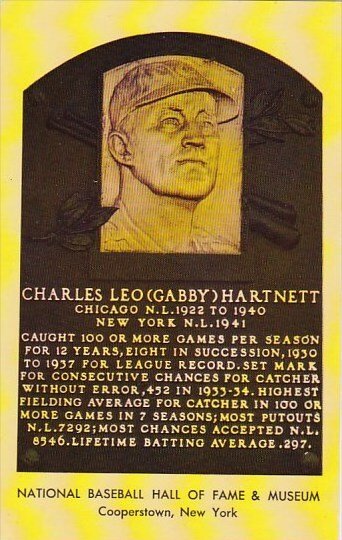 CHARLES LEO (GABBY) HARTNETT
CHICAGO N.L. 1922 TO 1940
NEW YORK N.L. 1941
CAUGHT 100 OR MORE GAMES PER SEASON
FOR 12 YEARS, EIGHT IN SUCCESSION, 1930
TO 1937 FOR LEAGUE RECORD. SET MARK
FOR CONSECUTIVE CHANCES FOR CATCHER
WITHOUT ERROR, 452 IN 1933-34. HIGHEST
FIELDING AVERAGE FOR CATCHER IN 100 OR
MORE GAMES IN 7 SEASONS; MOST PUTOUTS
N.L. 7292; MOST CHANCES ACCEPTED N.L.
8546. LIFETIME BATTING AVERAGE .297.
NATIONAL BASEBALL HALL OF FAME & MUSEUM
Cooperstown, New York